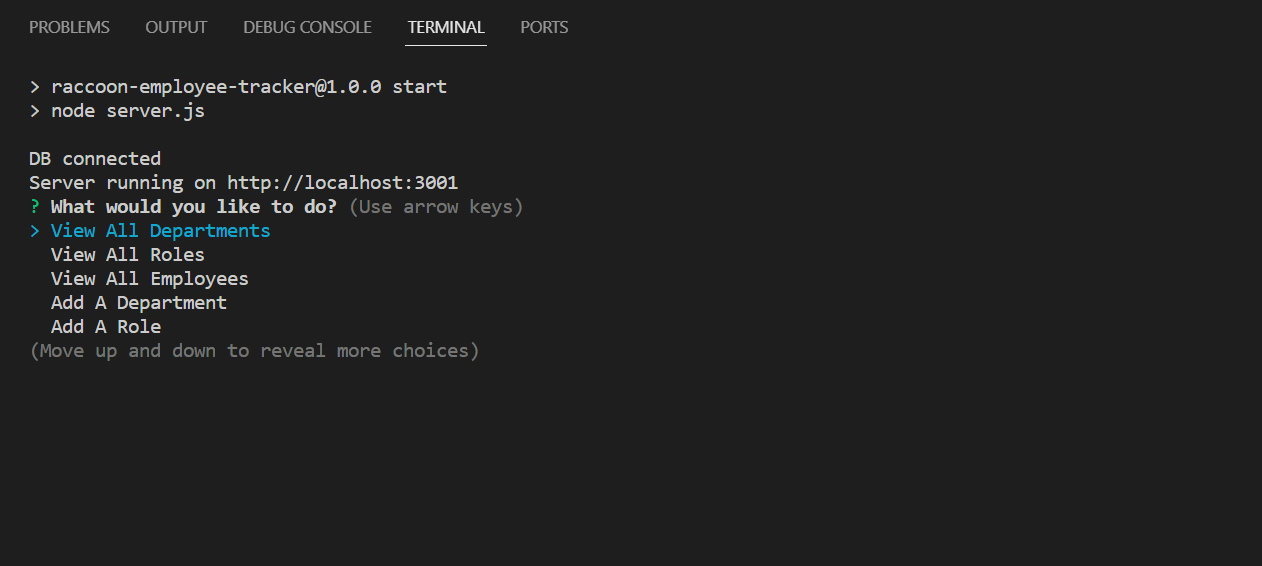 PROBLEMS OUTPUT DEBUG CONSOLE TERMINAL PORTS
> raccoon-employee-tracker@1.0.0 start
> node server.js
DB connected
Server running on http://localhost:3001
? What would you like to do? (Use arrow keys)
> View All Departments
View All Roles
View All Employees
Add A Department
Add A Role
(Move up and down to reveal more choices)